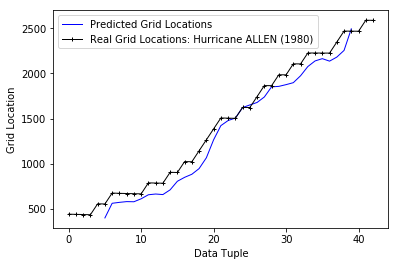 Predicted Grid Locations
Real Grid Locations: Hurricane ALLEN (1980)
2500
2000
1500
1000
500
Grid Location
0
10
20
30
40
Data Tuple